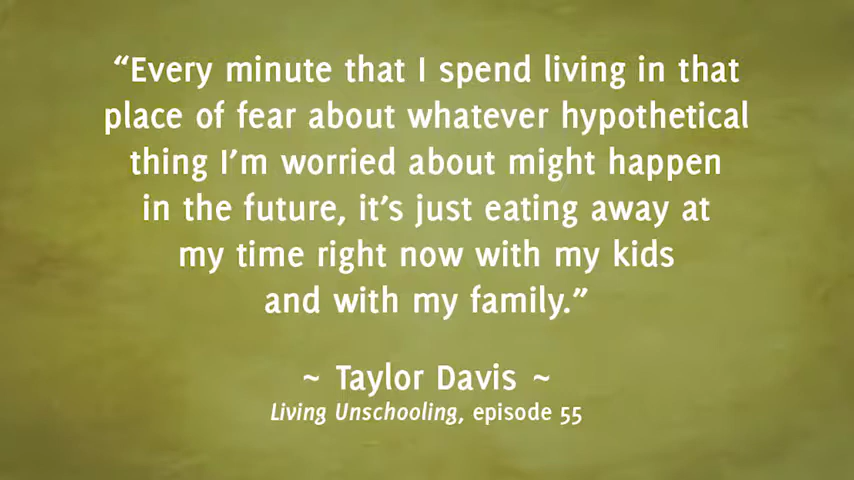 “Every minute that I spend living in that
place of fear about whatever hypothetical
thing I’m worried about might happen
in the future, it’s just eating away at
my time right now with my kids
and with my family.”
~ Taylor Davis ~
Living Unschooling, episode 55